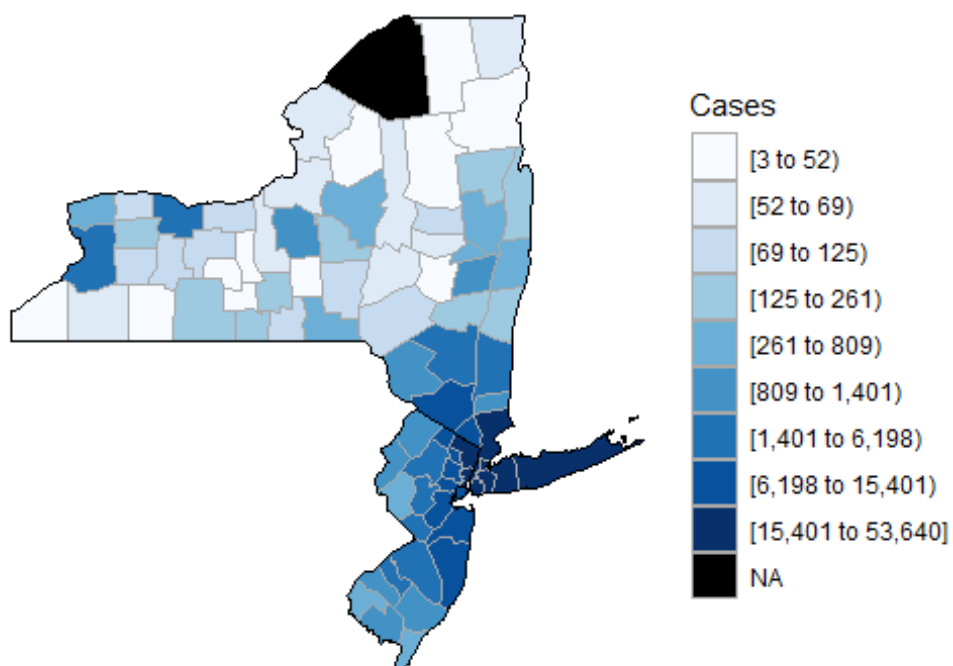 Cases
[3 to 52)
[52 to 69)
[69 to 125)
[125 to 261)
[261 to 809)
[809 to 1,401)
[1,401 to 6,198)
[6,198 to 15,401)
[15,401 to 53,640]
NA